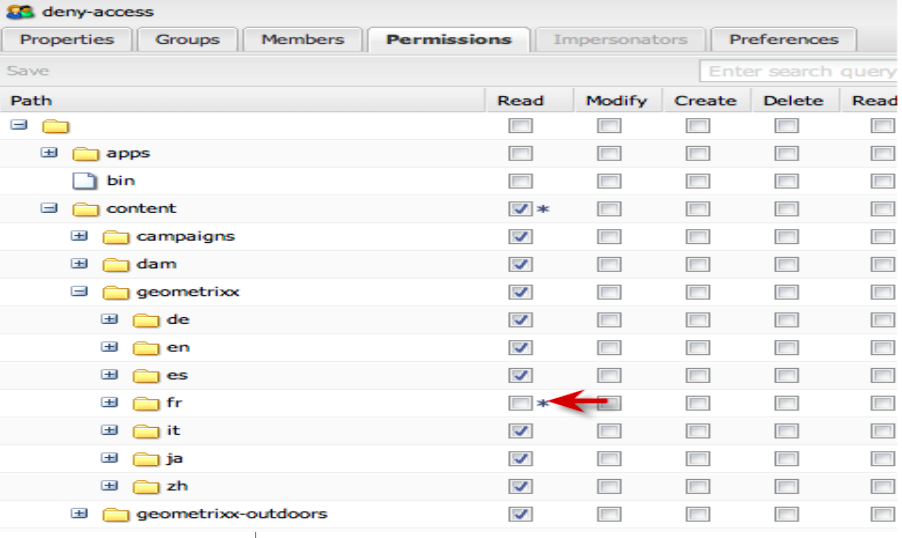 deny-access
Properties Groups Members Permissions Impersonators Preferences
Save Enter search query
Path Read Modify Create Delete Read
apps
bin
content *
campaigns
dam
geometrixx
de
en
es
fr *
it
ja
zh
geometrixx-outdoors